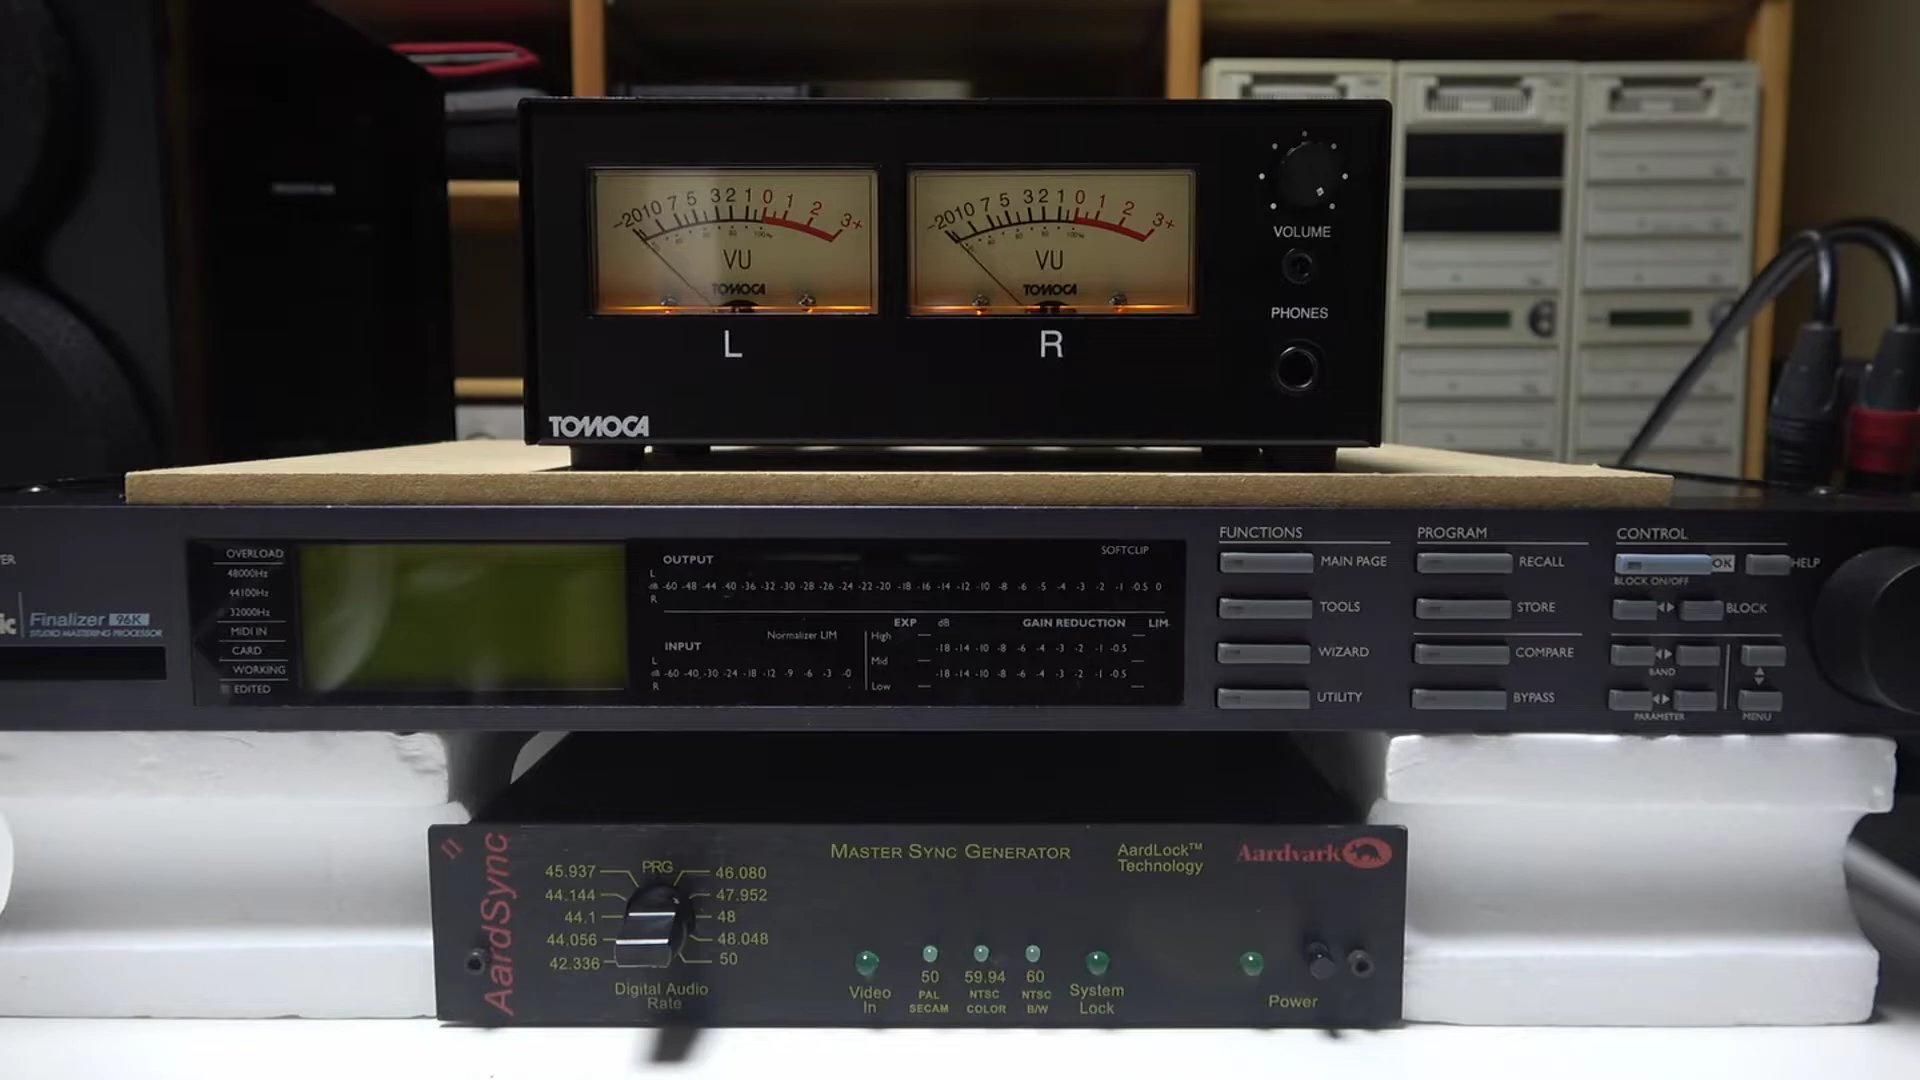 -20 10 7 5 3 2 1 0 1 2 3+
100%
VU
TOMOCA
L
-20 10 7 5 3 2 1 0 1 2 3+
100%
VU
TOMOCA
R
VOLUME
PHONES
TOMOCA
ER
ic
Finalizer 96K
STUDIO MASTERING PROCESSOR
OVERLOAD
48000Hz
44100Hz
32000Hz
MIDI IN
CARD
WORKING
EDITED
OUTPUT
SOFTCLIP
L
dB -60 -48 -44 -40 -36 -32 -30 -28 -26 -24 -22 -20 -18 -16 -14 -12 -10 -8 -6 -5 -4 -3 -2 -1 -0.5 0
R
Normalizer LIM
INPUT
L
dB -60 -40 -30 -24 -18 -12 -9 -6 -3 -0
R
EXP dB GAIN REDUCTION LIM
High
-18 -14 -10 -8 -6 -4 -3 -2 -1 -0.5
Mid
-18 -14 -10 -8 -6 -4 -3 -2 -1 -0.5
Low
FUNCTIONS
MAIN PAGE
TOOLS
WIZARD
UTILITY
PROGRAM
RECALL
STORE
COMPARE
BYPASS
CONTROL
OK
HELP
BLOCK ON/OFF
BLOCK
BAND
PARAMETER
MENU
AardSync
II
PRG
45.937
44.144
44.1
44.056
42.336
46.080
47.952
48
48.048
50
Digital Audio
Rate
MASTER SYNC GENERATOR
AardLock™
Technology
Aardvark
Video
In
50
PAL
SECAM
59.94
NTSC
COLOR
60
NTSC
B/W
System
Lock
Power